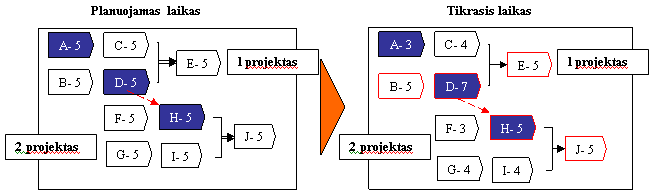 Planuojamas laikas
A- 5
C- 5
E- 5
1 projektas
B- 5
D- 5
F- 5
H- 5
J- 5
2 projektas
G- 5
I- 5
Tikrasis laikas
A- 3
C- 4
E- 5
1 projektas
B- 5
D- 7
F- 3
H- 5
J- 5
2 projektas
G- 4
I- 4